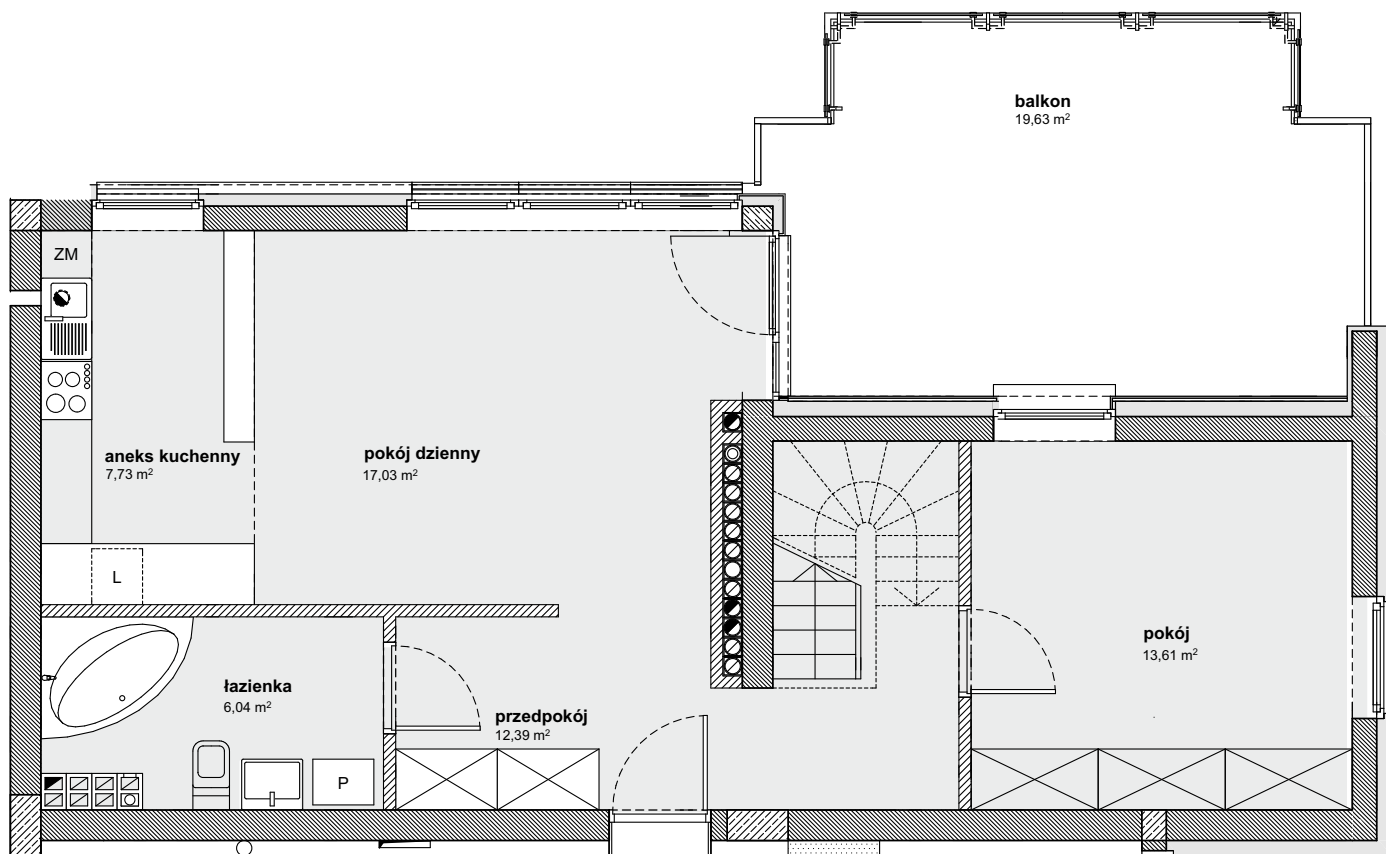 balkon
19,63 m²
ZM
aneks kuchenny
7,73 m²
pokój dzienny
17,03 m²
L
pokój
13,61 m²
łazienka
6,04 m²
przedpokój
12,39 m²
P